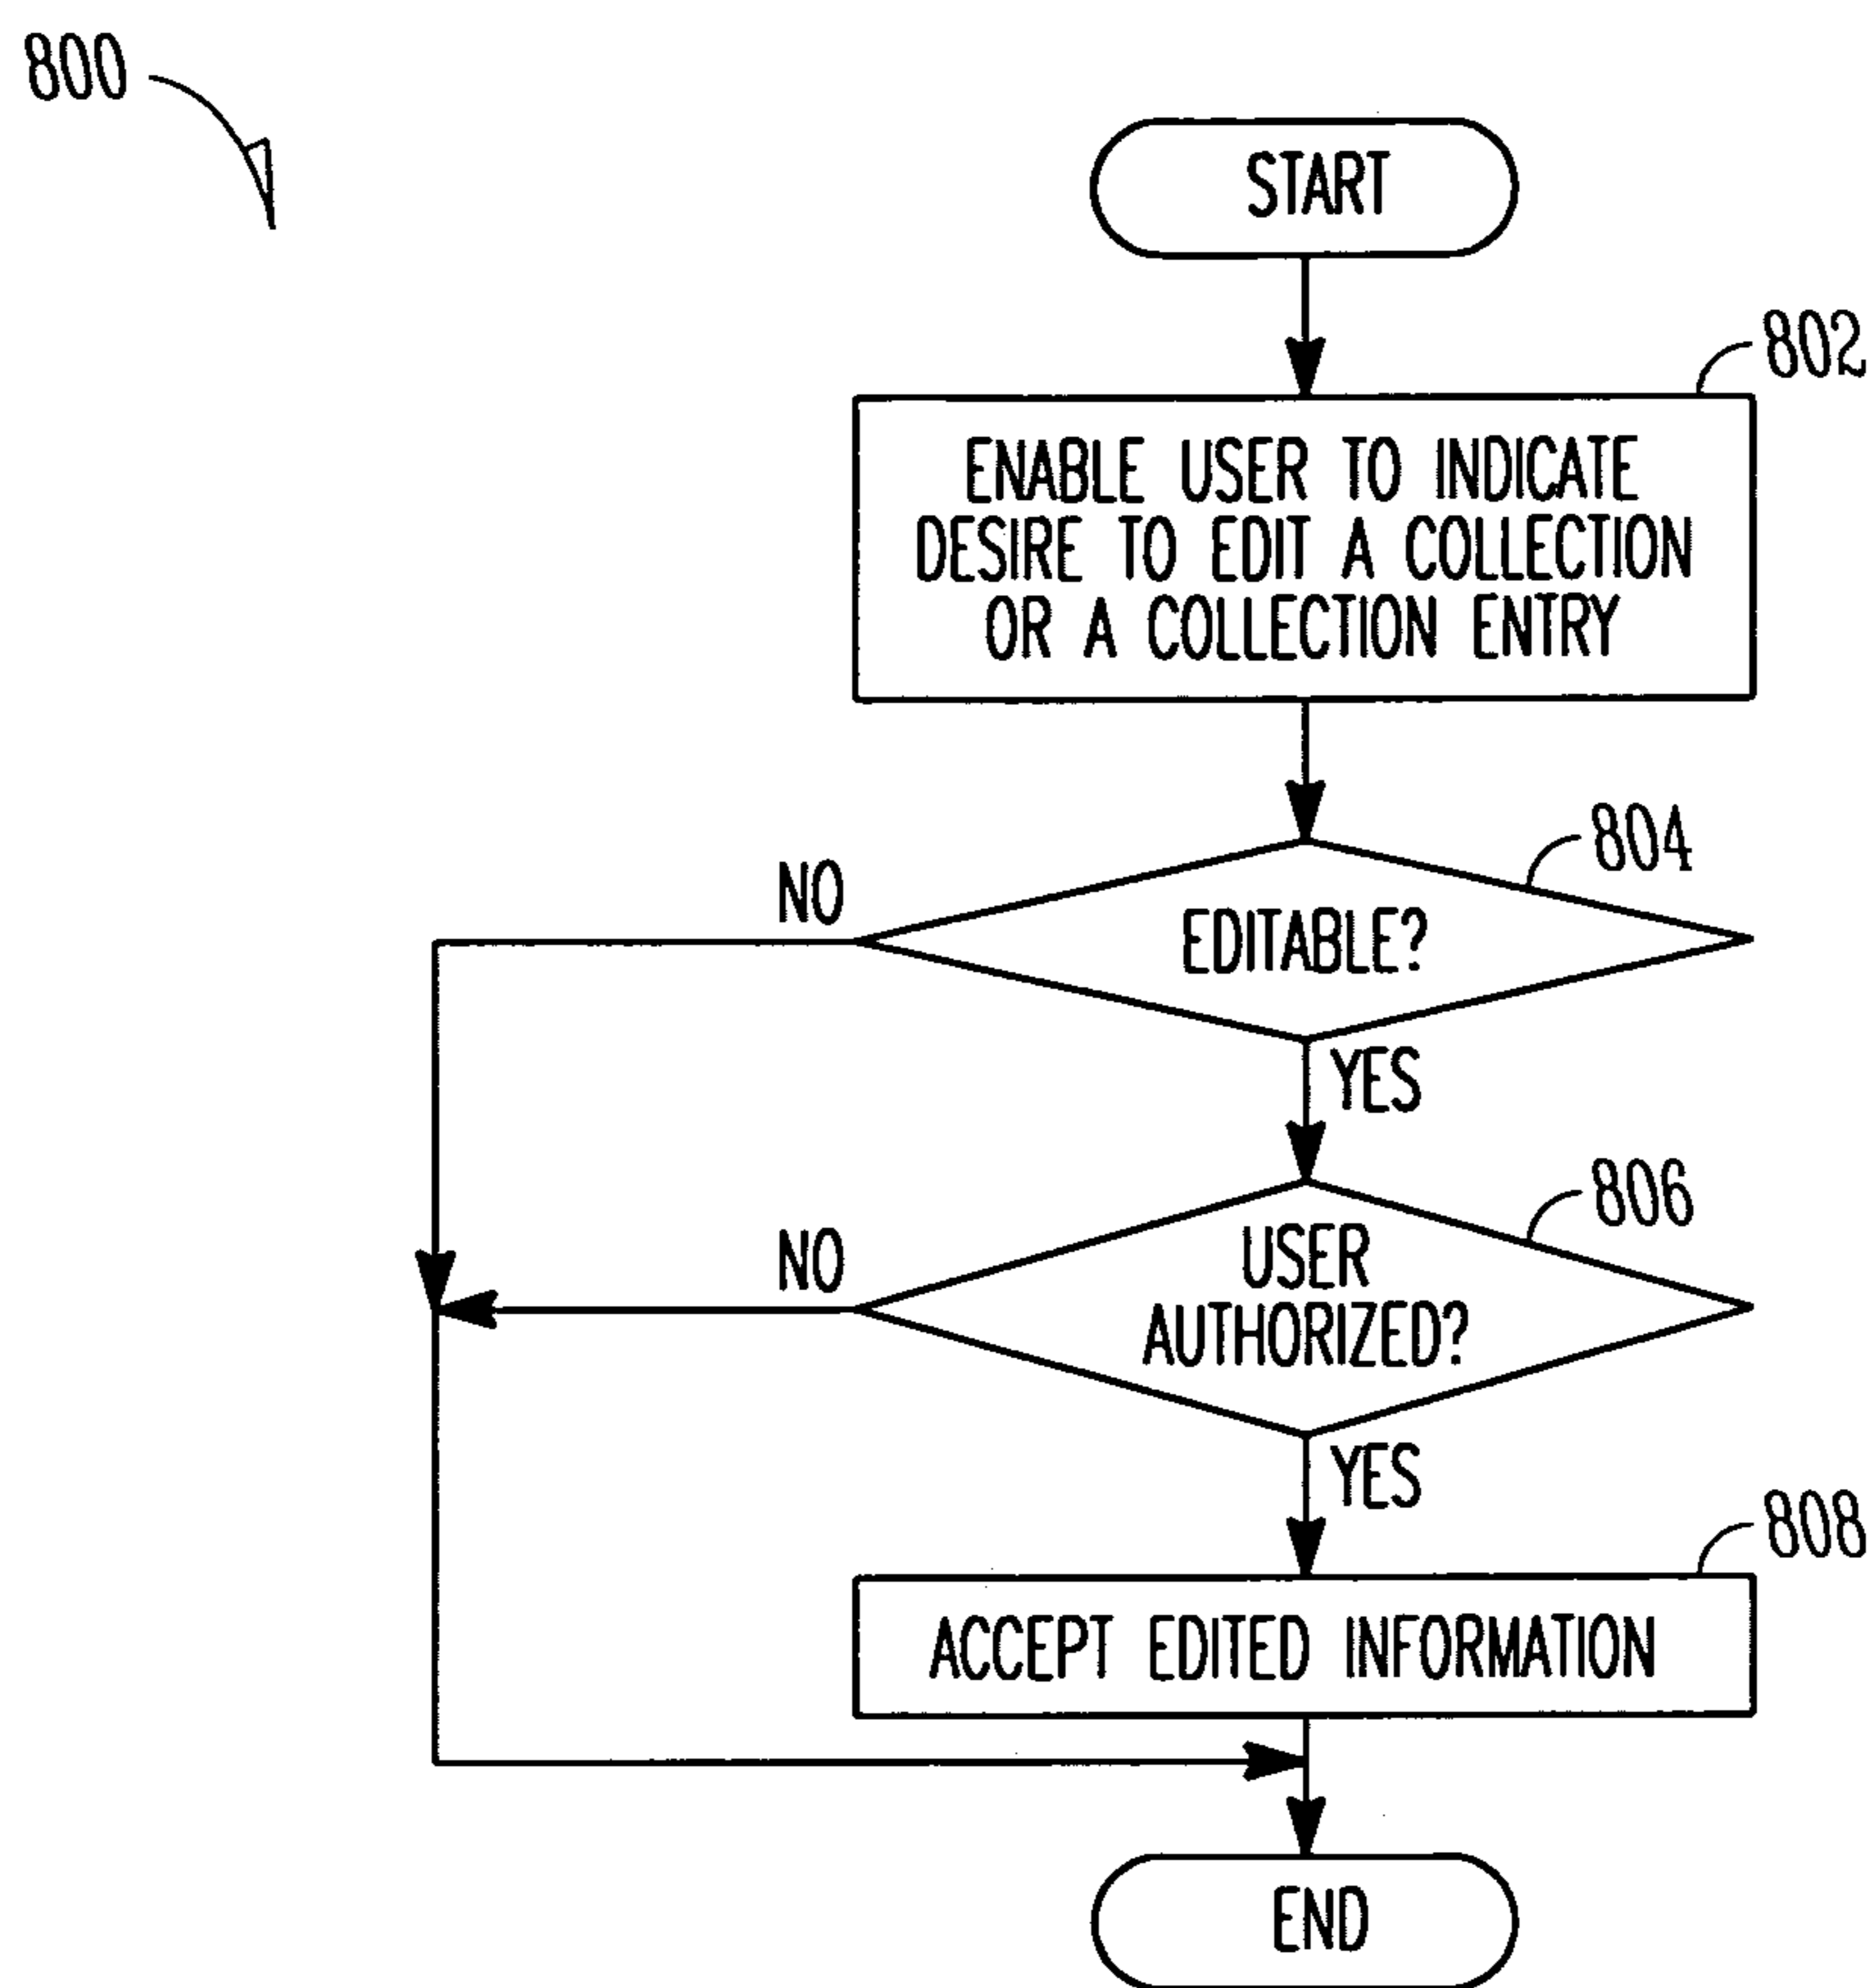 800
START
802
ENABLE USER TO INDICATE
DESIRE TO EDIT A COLLECTION
OR A COLLECTION ENTRY
804
NO
EDITABLE?
YES
806
NO
USER
AUTHORIZED?
YES
808
ACCEPT EDITED INFORMATION
END